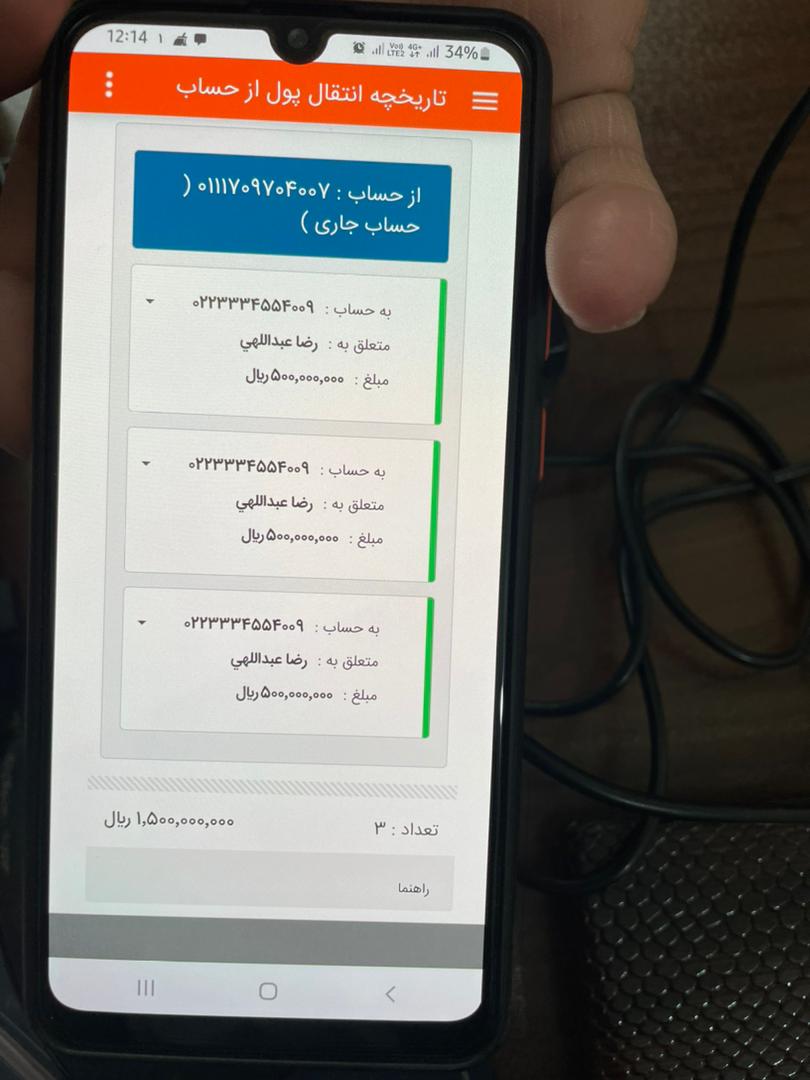 12:14 ۱
Vo) 4G+ LTE2 34%
تاریخچه انتقال پول از حساب
از حساب : ۰۱۱۱۷۰۹۷۰۴۰۰۷ (
حساب جاری )
به حساب : ۰۲۲۳۳۳۴۵۵۴۰۰۹
متعلق به : رضا عبداللهي
مبلغ : ۵۰۰,۰۰۰,۰۰۰ ریال
به حساب : ۰۲۲۳۳۳۴۵۵۴۰۰۹
متعلق به : رضا عبداللهي
مبلغ : ۵۰۰,۰۰۰,۰۰۰ ریال
به حساب : ۰۲۲۳۳۳۴۵۵۴۰۰۹
متعلق به : رضا عبداللهي
مبلغ : ۵۰۰,۰۰۰,۰۰۰ ریال
تعداد : ۳ ۱,۵۰۰,۰۰۰,۰۰۰ ریال
راهنما